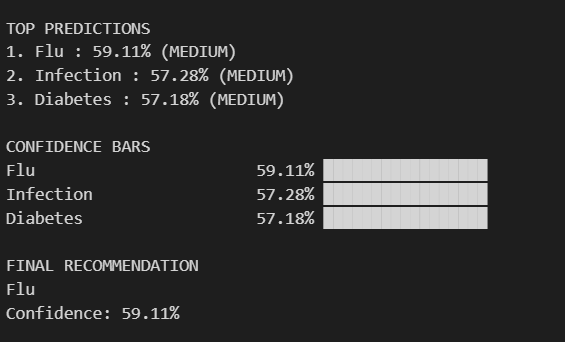 TOP PREDICTIONS
1. Flu : 59.11% (MEDIUM)
2. Infection : 57.28% (MEDIUM)
3. Diabetes : 57.18% (MEDIUM)
CONFIDENCE BARS
Flu 59.11%
Infection 57.28%
Diabetes 57.18%
FINAL RECOMMENDATION
Flu
Confidence: 59.11%